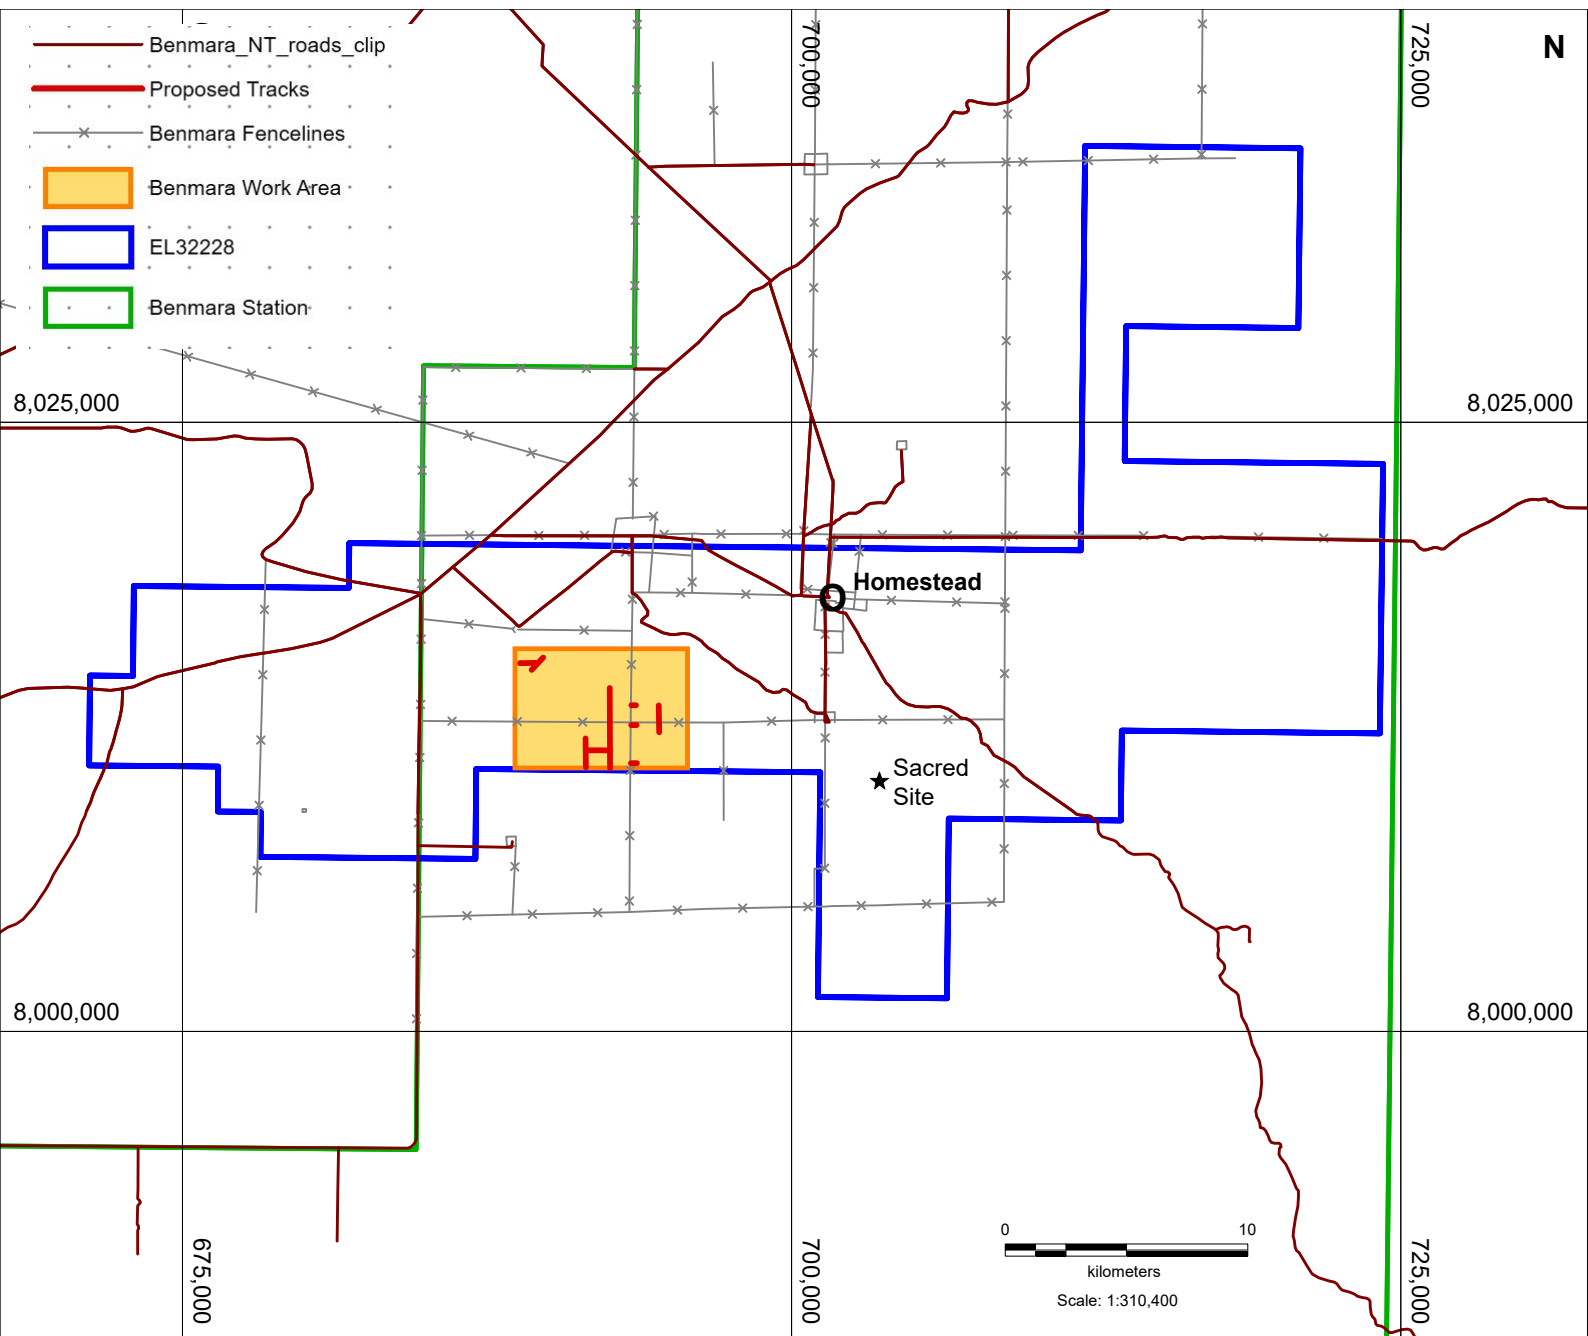 Benmara_NT_roads_clip
Proposed Tracks
Benmara Fencelines
Benmara Work Area
EL32228
Benmara Station
700,000
725,000
N
8,025,000
8,025,000
Homestead
Sacred
Site
8,000,000
8,000,000
675,000
700,000
725,000
0 10
kilometers
Scale: 1:310,400